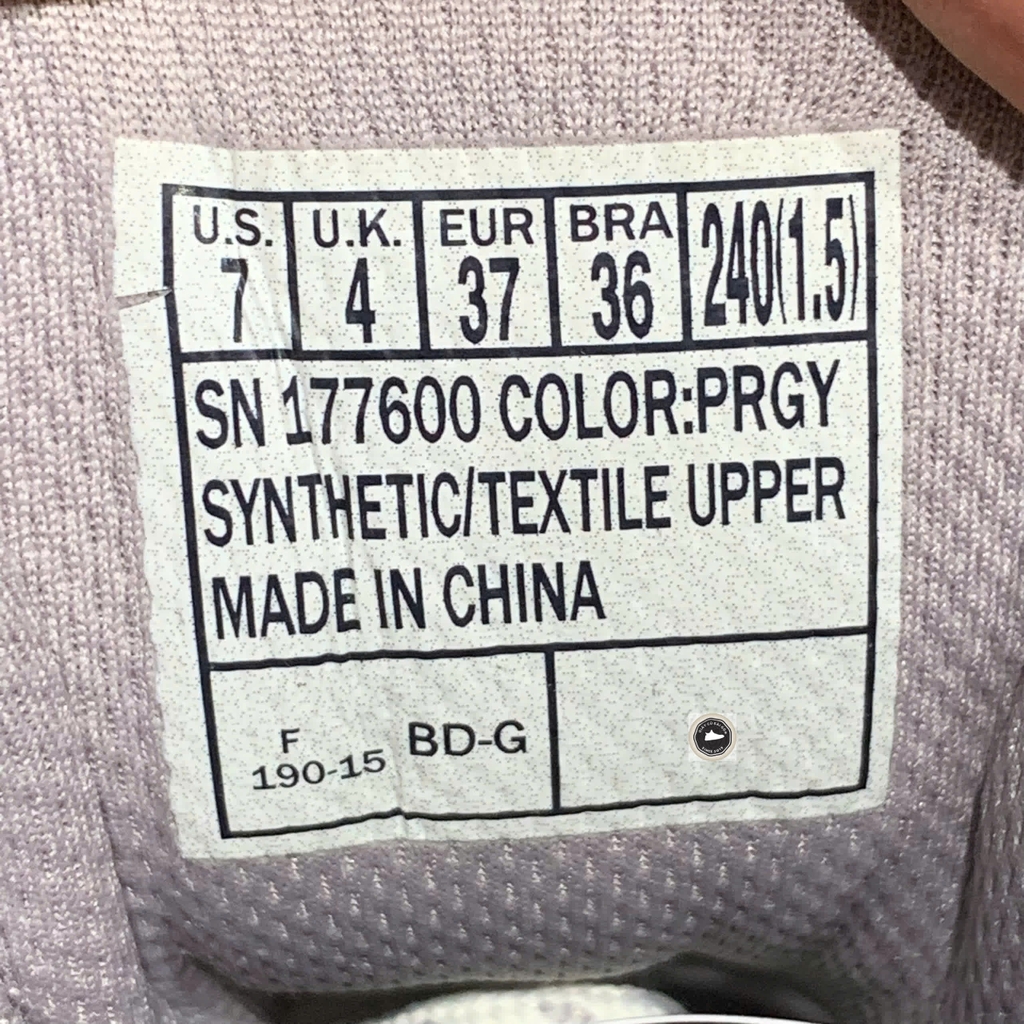 U.S. U.K. EUR BRA 240(1.5)
7 4 37 36
SN 177600 COLOR:PRGY
SYNTHETIC/TEXTILE UPPER
MADE IN CHINA
F
190-15 BD-G